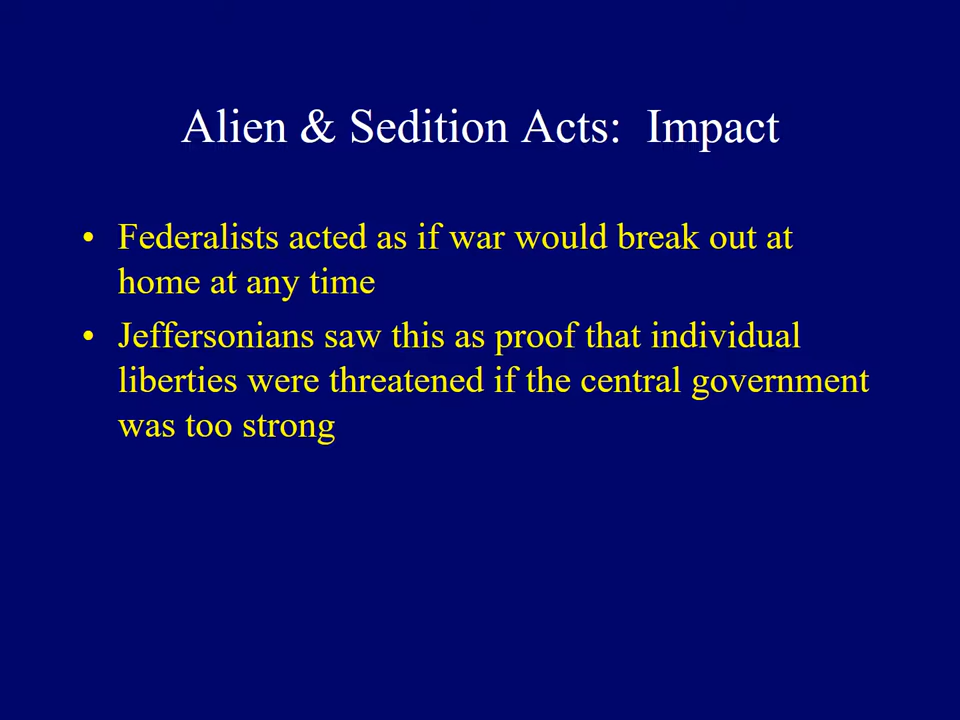 Alien & Sedition Acts:  Impact
• Federalists acted as if war would break out at
home at any time
• Jeffersonians saw this as proof that individual
liberties were threatened if the central government
was too strong